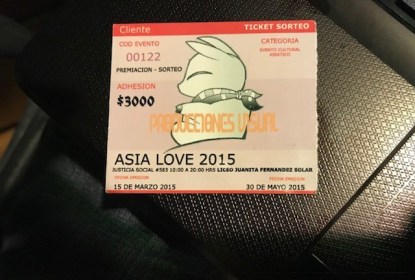 Cliente TICKET SORTEO
COD EVENTO CATEGORIA
00122 EVENTO CULTURAL
ASIATICO
PREMIACION - SORTEO
ADHESION
$3000
PRODUCCIONES VISUAL
ASIA LOVE 2015
JUSTICIA SOCIAL #583 10:00 A 20:00 HRS LICEO JUANITA FERNANDEZ SOLAR
FECHA EMISION FECHA EMISION
15 DE MARZO 2015 30 DE MAYO 2015